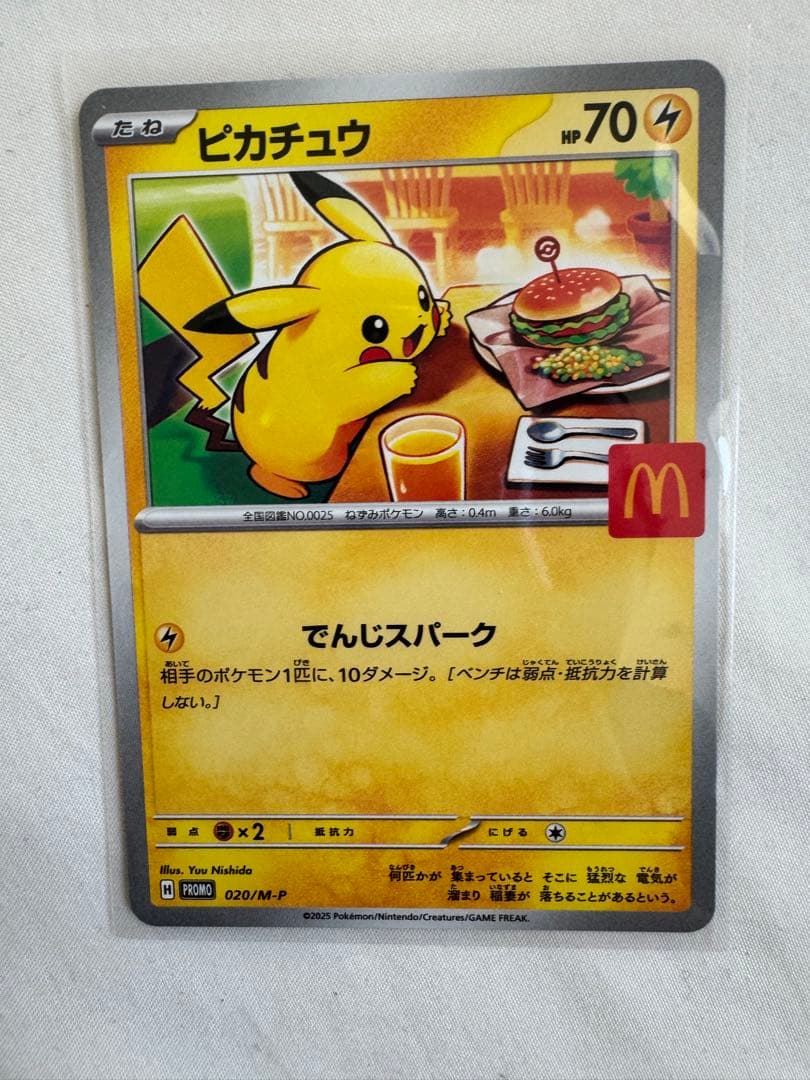 たね
ピカチュウ
HP70
全国図鑑NO.0025 ねずみポケモン 高さ：0.4m 重さ：6.0kg
M
でんじスパーク
相手のポケモン1匹に、10ダメージ。［ベンチは弱点・抵抗力を計算
しない。］
弱点 ×2 抵抗力 にげる
Illus. Yuu Nishida
H PROMO 020/M-P
何匹かが 集まっていると そこに 猛烈な 電気が
溜まり 稲妻が 落ちることがあるという。
©2025 Pokémon/Nintendo/Creatures/GAME FREAK.